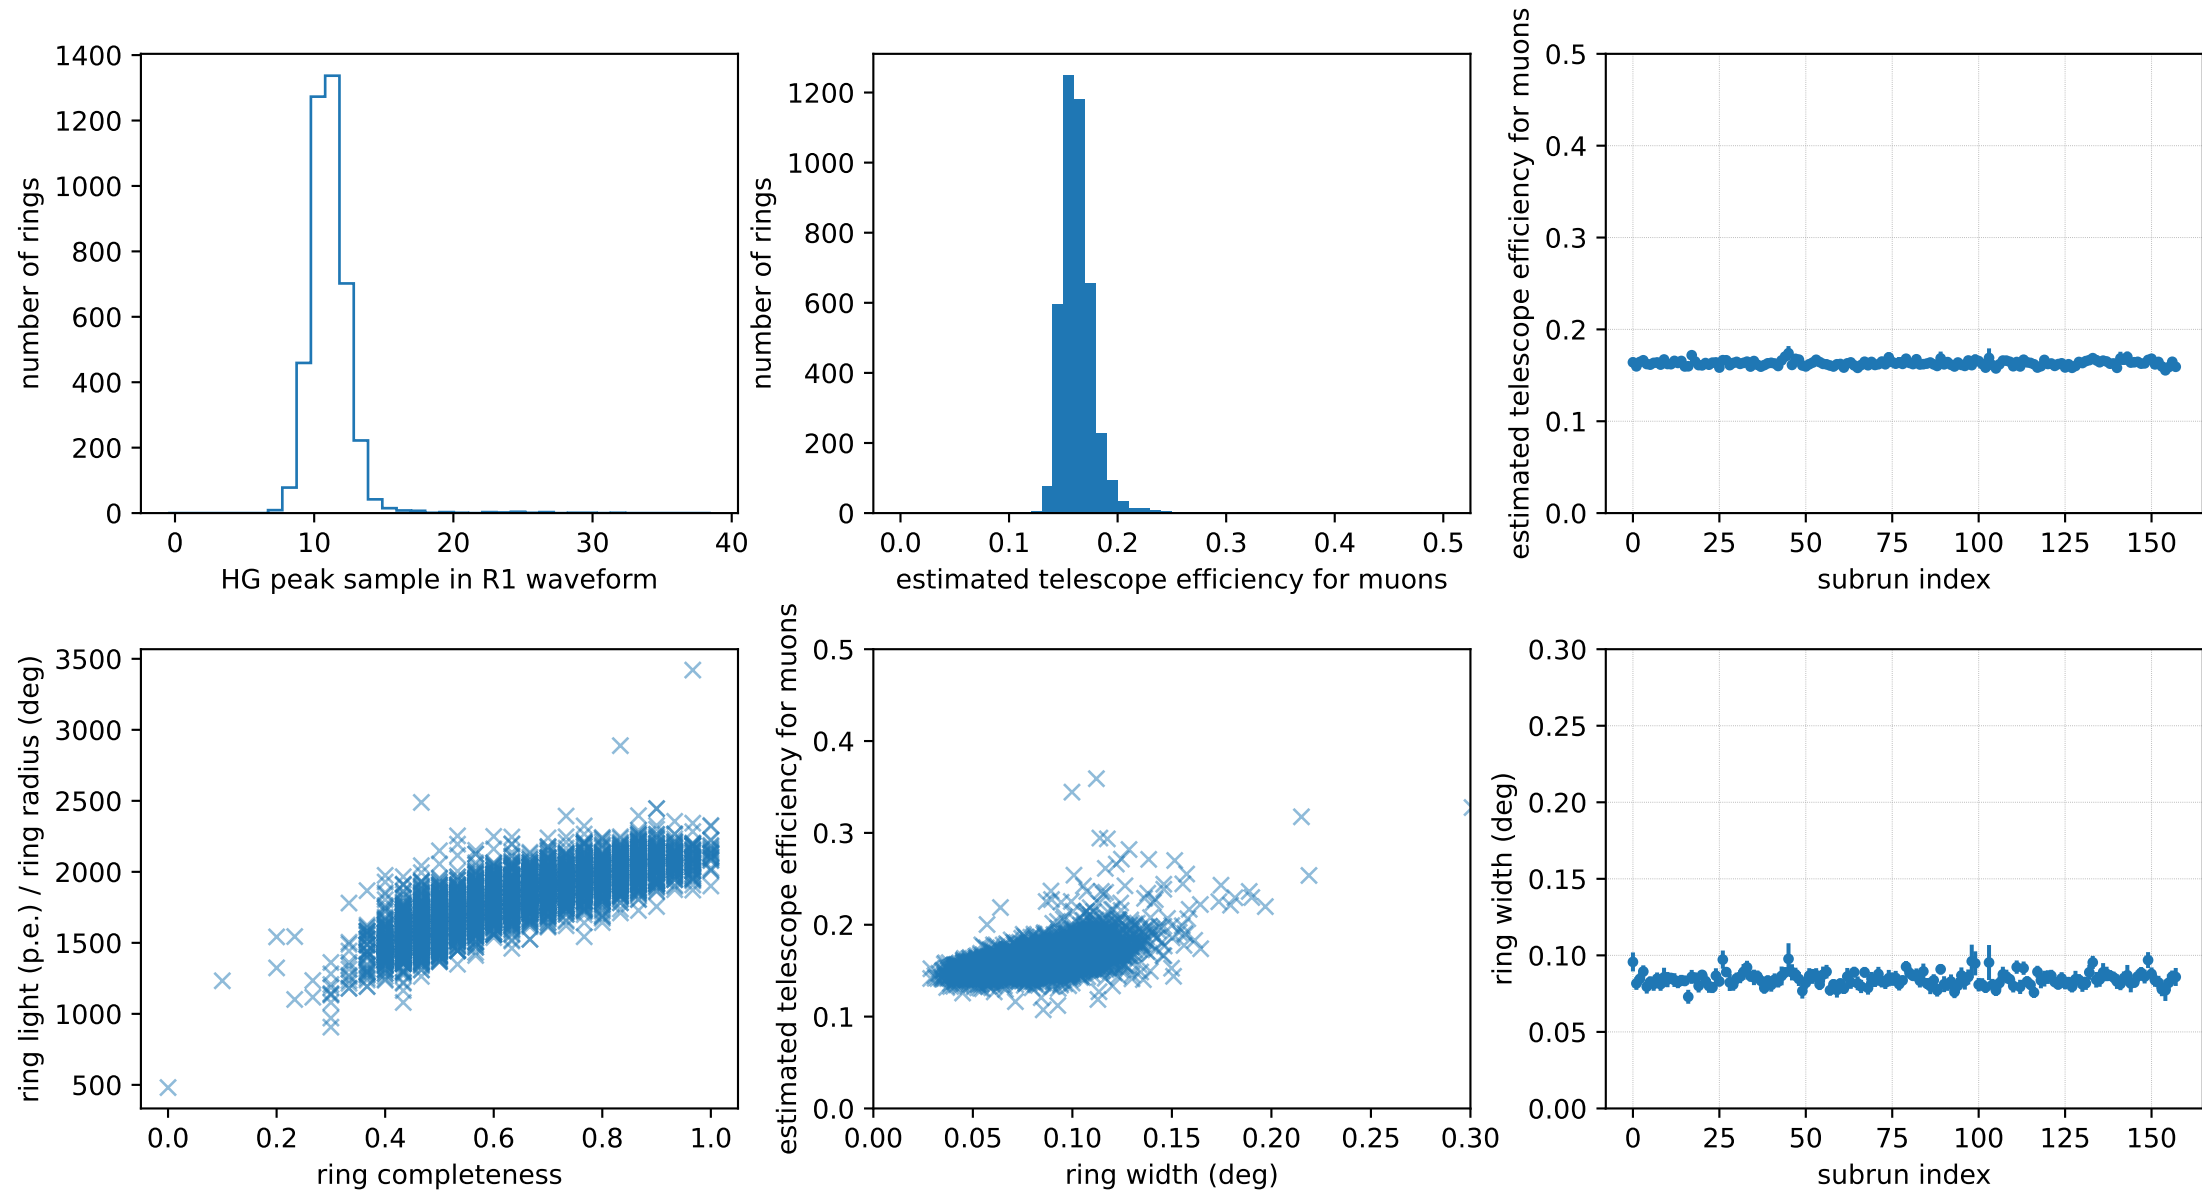 1400
1200
1000
800
600
400
200
0
number of rings
0 10 20 30 40
HG peak sample in R1 waveform
1200
1000
800
600
400
200
0
number of rings
0.0 0.1 0.2 0.3 0.4 0.5
estimated telescope efficiency for muons
0.5
0.4
0.3
0.2
0.1
0.0
estimated telescope efficiency for muons
0 25 50 75 100 125 150
subrun index
3500
3000
2500
2000
1500
1000
500
ring light (p.e.) / ring radius (deg)
0.0 0.2 0.4 0.6 0.8 1.0
ring completeness
0.5
0.4
0.3
0.2
0.1
0.0
estimated telescope efficiency for muons
0.00 0.05 0.10 0.15 0.20 0.25 0.30
ring width (deg)
0.30
0.25
0.20
0.15
0.10
0.05
0.00
ring width (deg)
0 25 50 75 100 125 150
subrun index